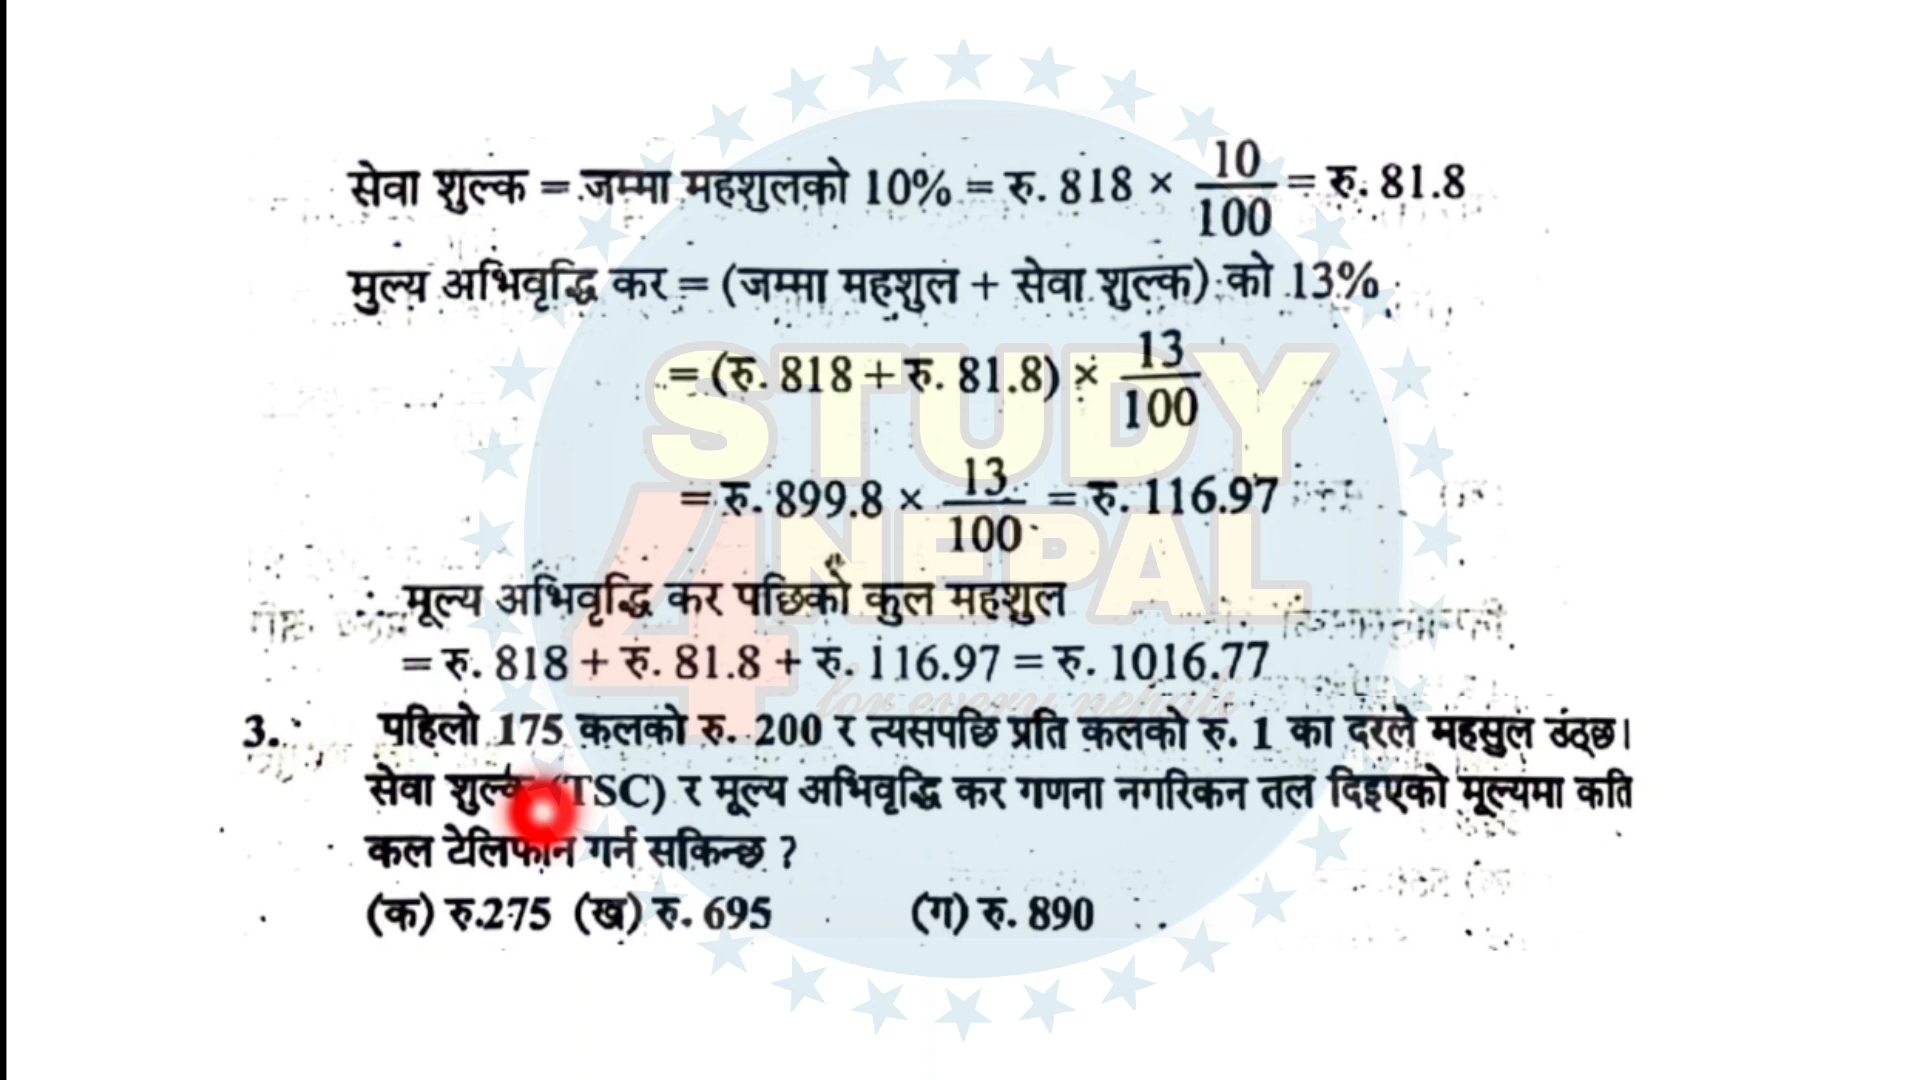 सेवा शुल्क = जम्मा महशुलको 10% = रु. 818 × 10/100 = रु. 81.8
मुल्य अभिवृद्धि कर = (जम्मा महशुल + सेवा शुल्क) को 13%
= (रु. 818 + रु. 81.8) × 13/100
= रु. 899.8 × 13/100 = रु. 116.97
मूल्य अभिवृद्धि कर पछिको कुल महशुल
= रु. 818 + रु. 81.8 + रु. 116.97 = रु. 1016.77
3. पहिलो 175 कलको रु. 200 र त्यसपछि प्रति कलको रु. 1 का दरले महसुल उठ्छ।
सेवा शुल्क (TSC) र मूल्य अभिवृद्धि कर गणना नगरिकन तल दिइएको मूल्यमा कति
कल टेलिफोन गर्न सकिन्छ ?
(क) रु.275 (ख) रु. 695 (ग) रु. 890
STUDY
4 NEPAL
for every nepali